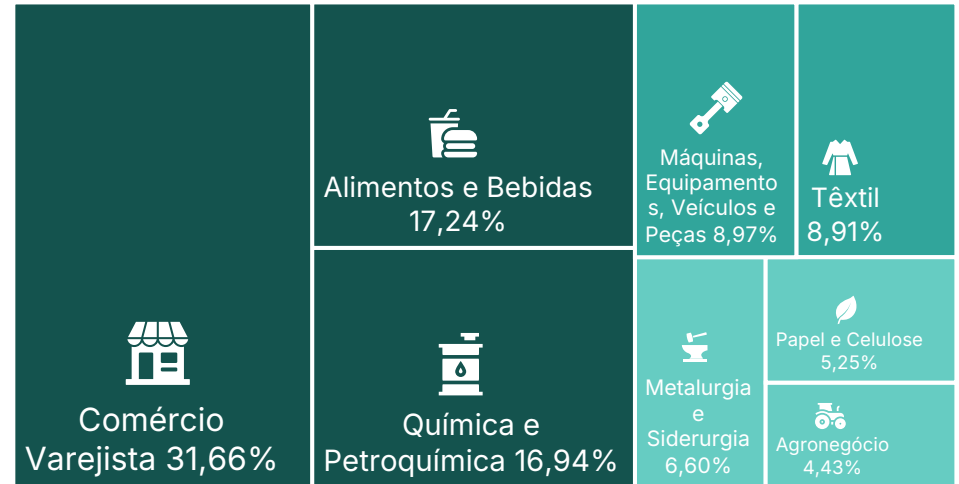 Comércio
Varejista 31,66%
Alimentos e Bebidas
17,24%
Química e
Petroquímica 16,94%
Máquinas,
Equipamento
s, Veículos e
Peças 8,97%
Têxtil
8,91%
Metalurgia
e
Siderurgia
6,60%
Papel e Celulose
5,25%
Agronegócio
4,43%